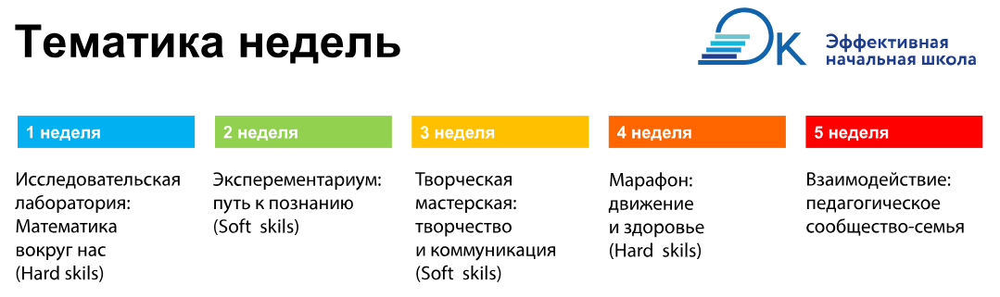 Тематика недель
ЭК
Эффективная
начальная школа
1 неделя
Исследовательская
лаборатория:
Математика
вокруг нас
(Hard skils)
2 неделя
Эксперементариум:
путь к познанию
(Soft skils)
3 неделя
Творческая
мастерская:
творчество
и коммуникация
(Soft skils)
4 неделя
Марафон:
движение
и здоровье
(Hard skils)
5 неделя
Взаимодействие:
педагогическое
сообщество-семья